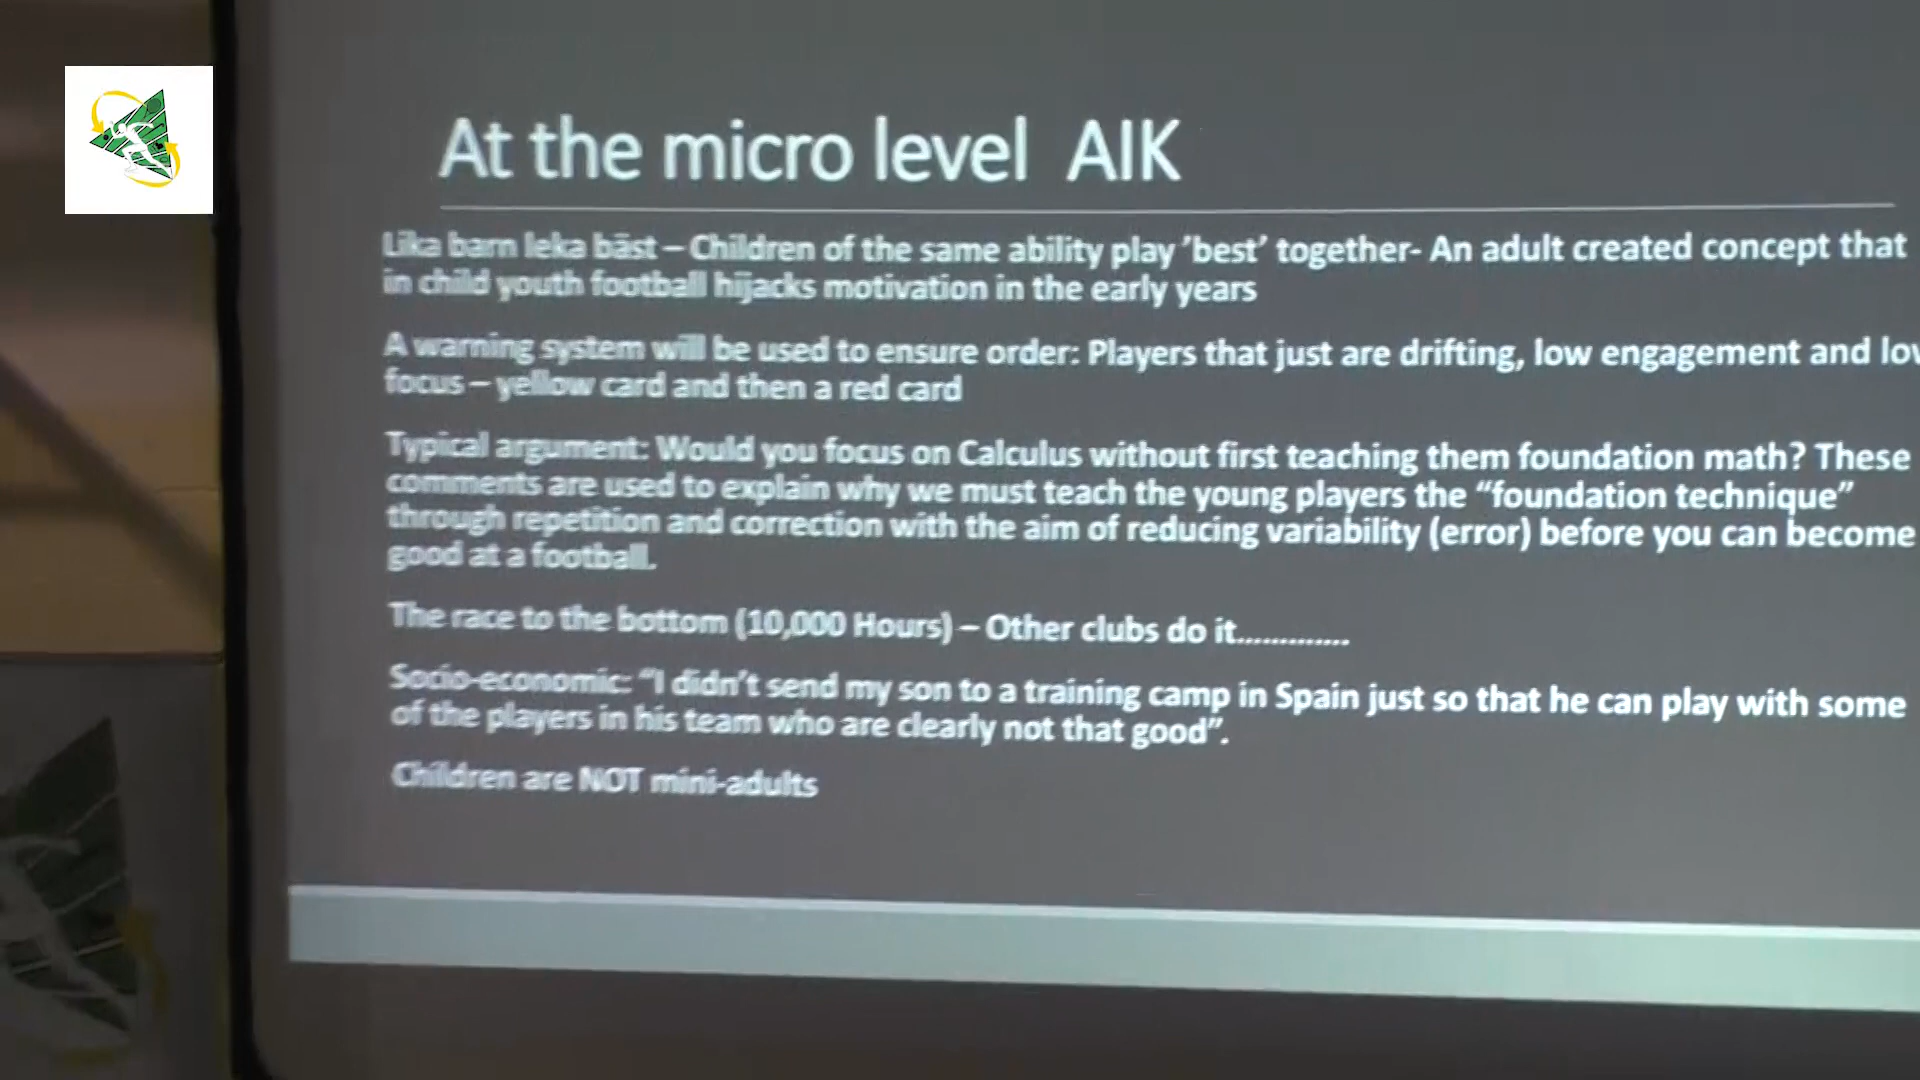 At the micro level AIK
Lika barn leka bäst – Children of the same ability play ’best’ together- An adult created concept that
in child youth football hijacks motivation in the early years
A warning system will be used to ensure order: Players that just are drifting, low engagement and
focus – yellow card and then a red card
Typical argument: Would you focus on Calculus without first teaching them foundation math? These
comments are used to explain why we must teach the young players the “foundation technique”
through repetition and correction with the aim of reducing variability (error) before you can become
good at a football.
The race to the bottom (10,000 Hours) – Other clubs do it.............
Socio-economic: “I didn’t send my son to a training camp in Spain just so that he can play with some
of the players in his team who are clearly not that good”.
Children are NOT mini-adults